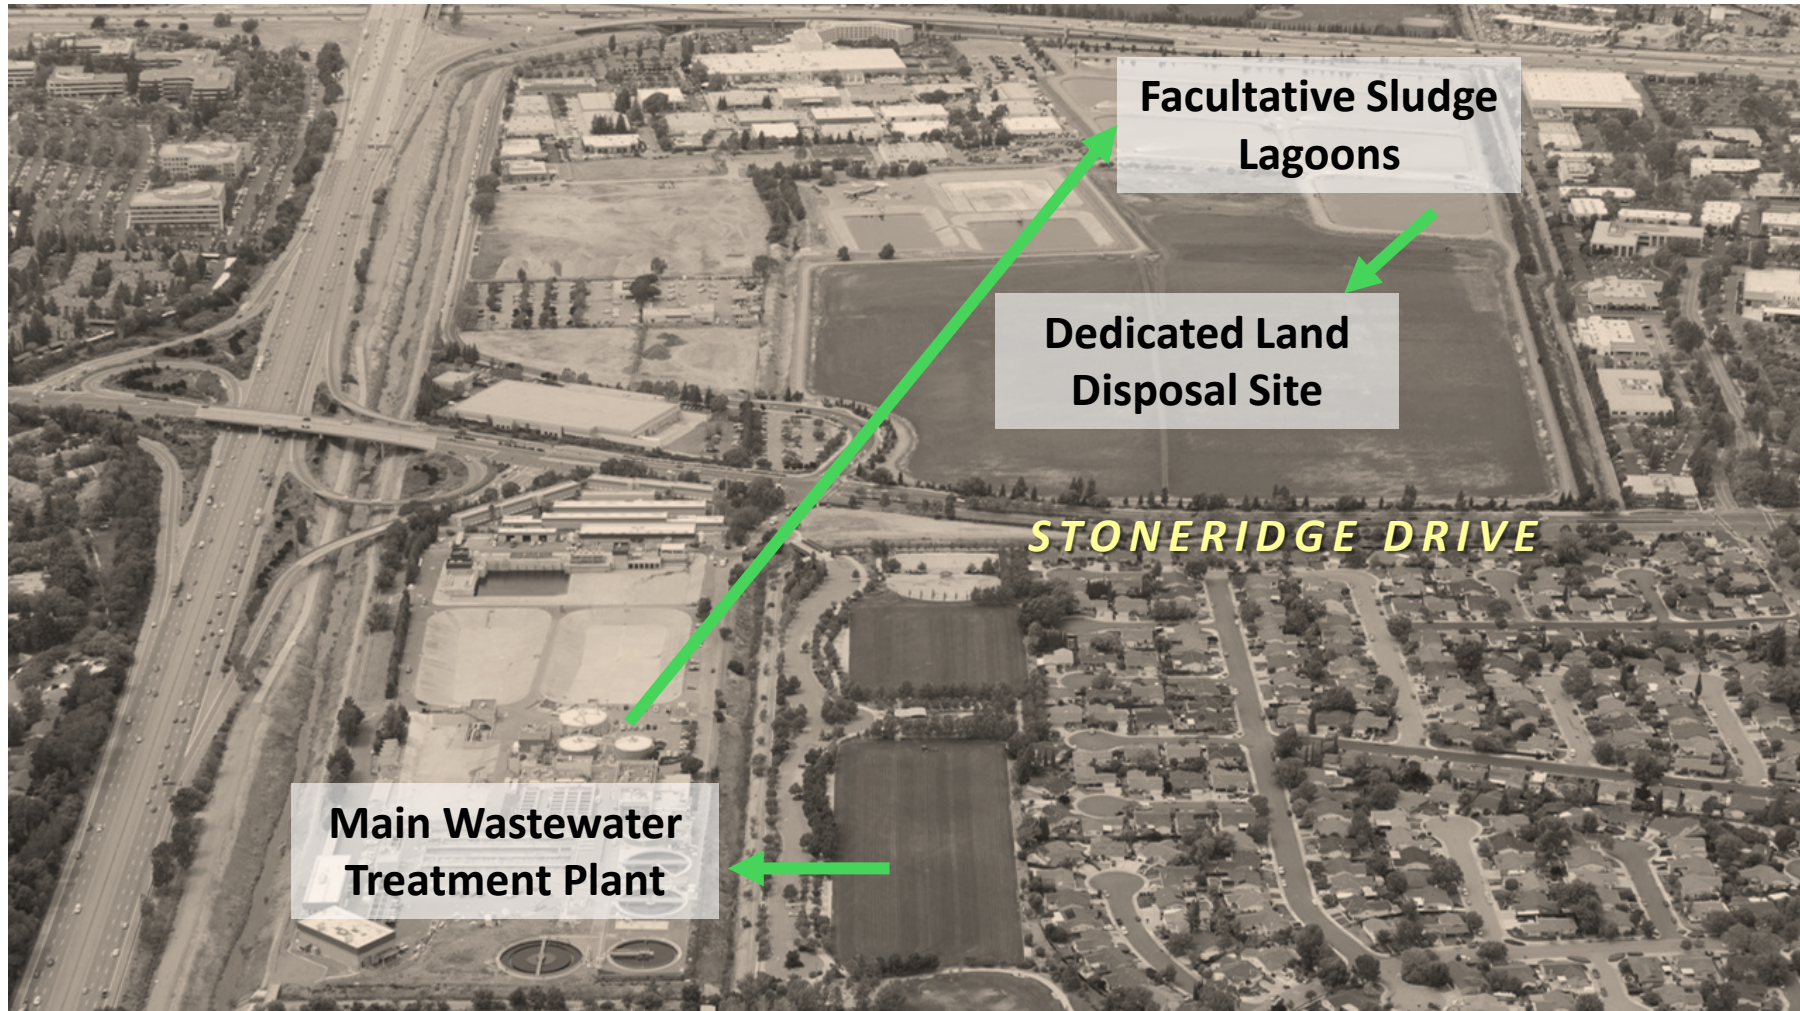 Facultative Sludge
Lagoons
Dedicated Land
Disposal Site
STONERIDGE DRIVE
Main Wastewater
Treatment Plant